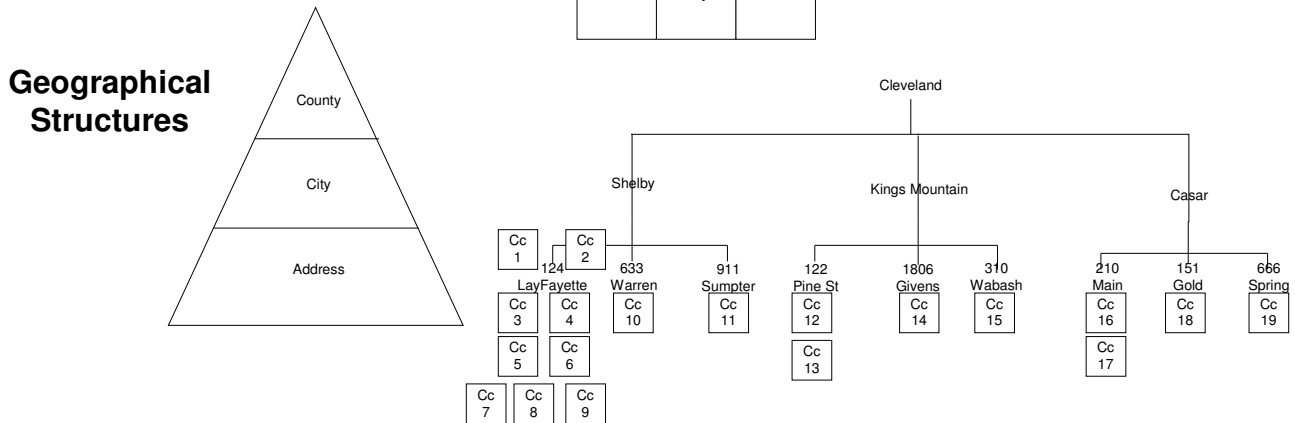 Geographical
Structures
County
City
Address
Cleveland
Shelby
Kings Mountain
Casar
Cc
1
Cc
2
124
LayFayette
633
Warren
911
Sumpter
122
Pine St
1806
Givens
310
Wabash
210
Main
151
Gold
666
Spring
Cc
3
Cc
4
Cc
10
Cc
11
Cc
12
Cc
14
Cc
15
Cc
16
Cc
18
Cc
19
Cc
5
Cc
6
Cc
13
Cc
17
Cc
7
Cc
8
Cc
9